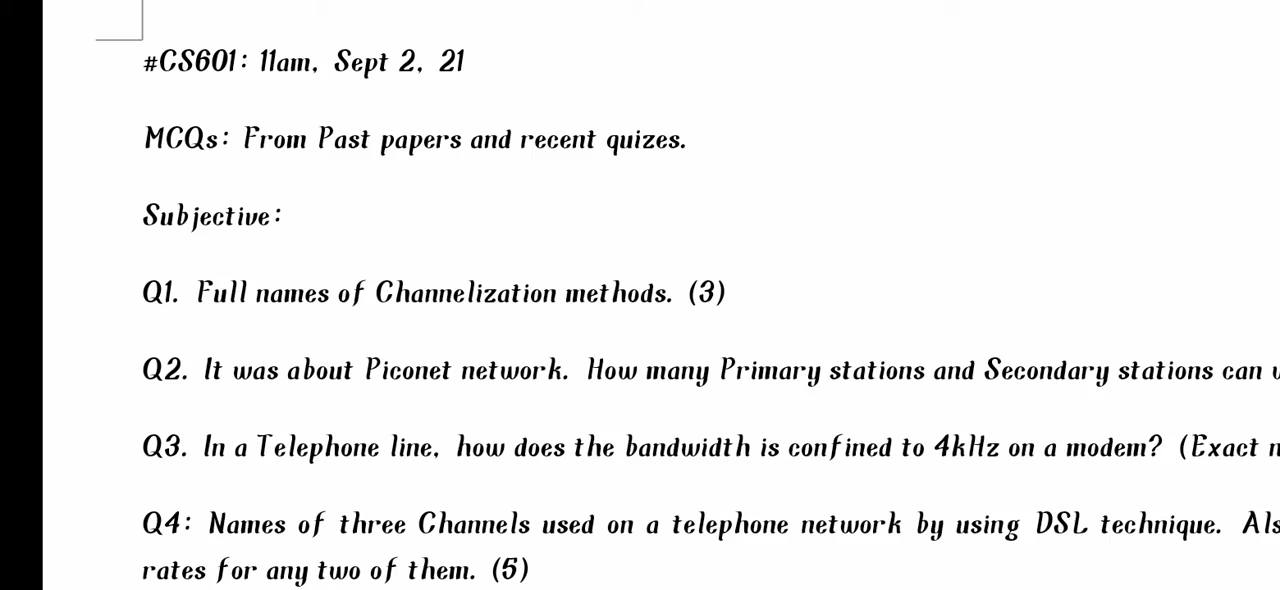 #CS601: 11am, Sept 2, 21
MCQs: From Past papers and recent quizes.
Subjective:
Q1. Full names of Channelization methods. (3)
Q2. It was about Piconet network. How many Primary stations and Secondary stations can
Q3. In a Telephone line, how does the bandwidth is confined to 4kHz on a modem? (Exact
Q4: Names of three Channels used on a telephone network by using DSL technique.
rates for any two of them. (5)